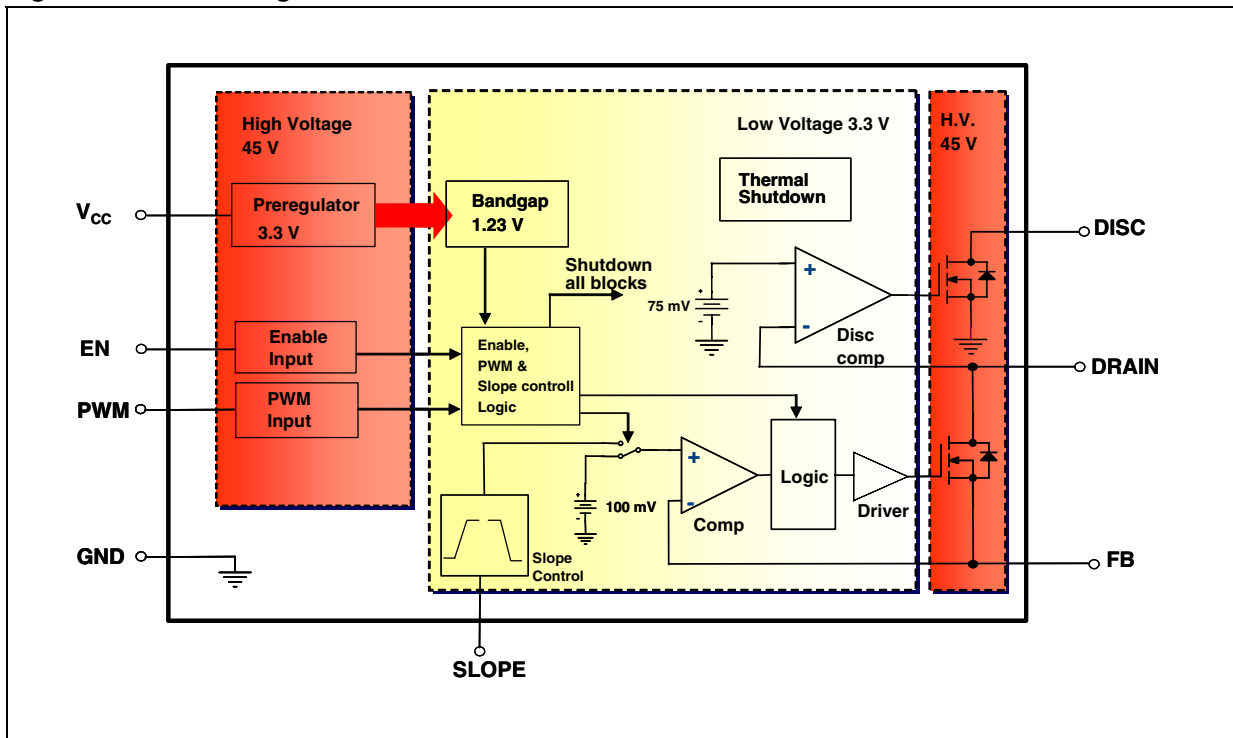 High Voltage
45 V
Low Voltage 3.3 V
H.V.
45 V
Thermal
Shutdown
VCC
Preregulator
3.3 V
Bandgap
1.23 V
DISC
Shutdown
all blocks
+
75 mV
-
+
-
Disc
comp
EN
Enable
Input
Enable,
PWM &
Slope controll
Logic
DRAIN
PWM
PWM
Input
+
100 mV
-
+
-
Comp
Logic
Driver
GND
Slope
Control
FB
SLOPE